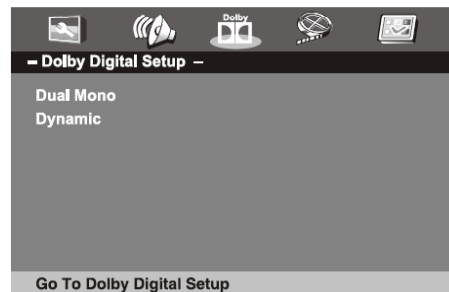 Dolby
– Dolby Digital Setup –
Dual Mono
Dynamic
Go To Dolby Digital Setup